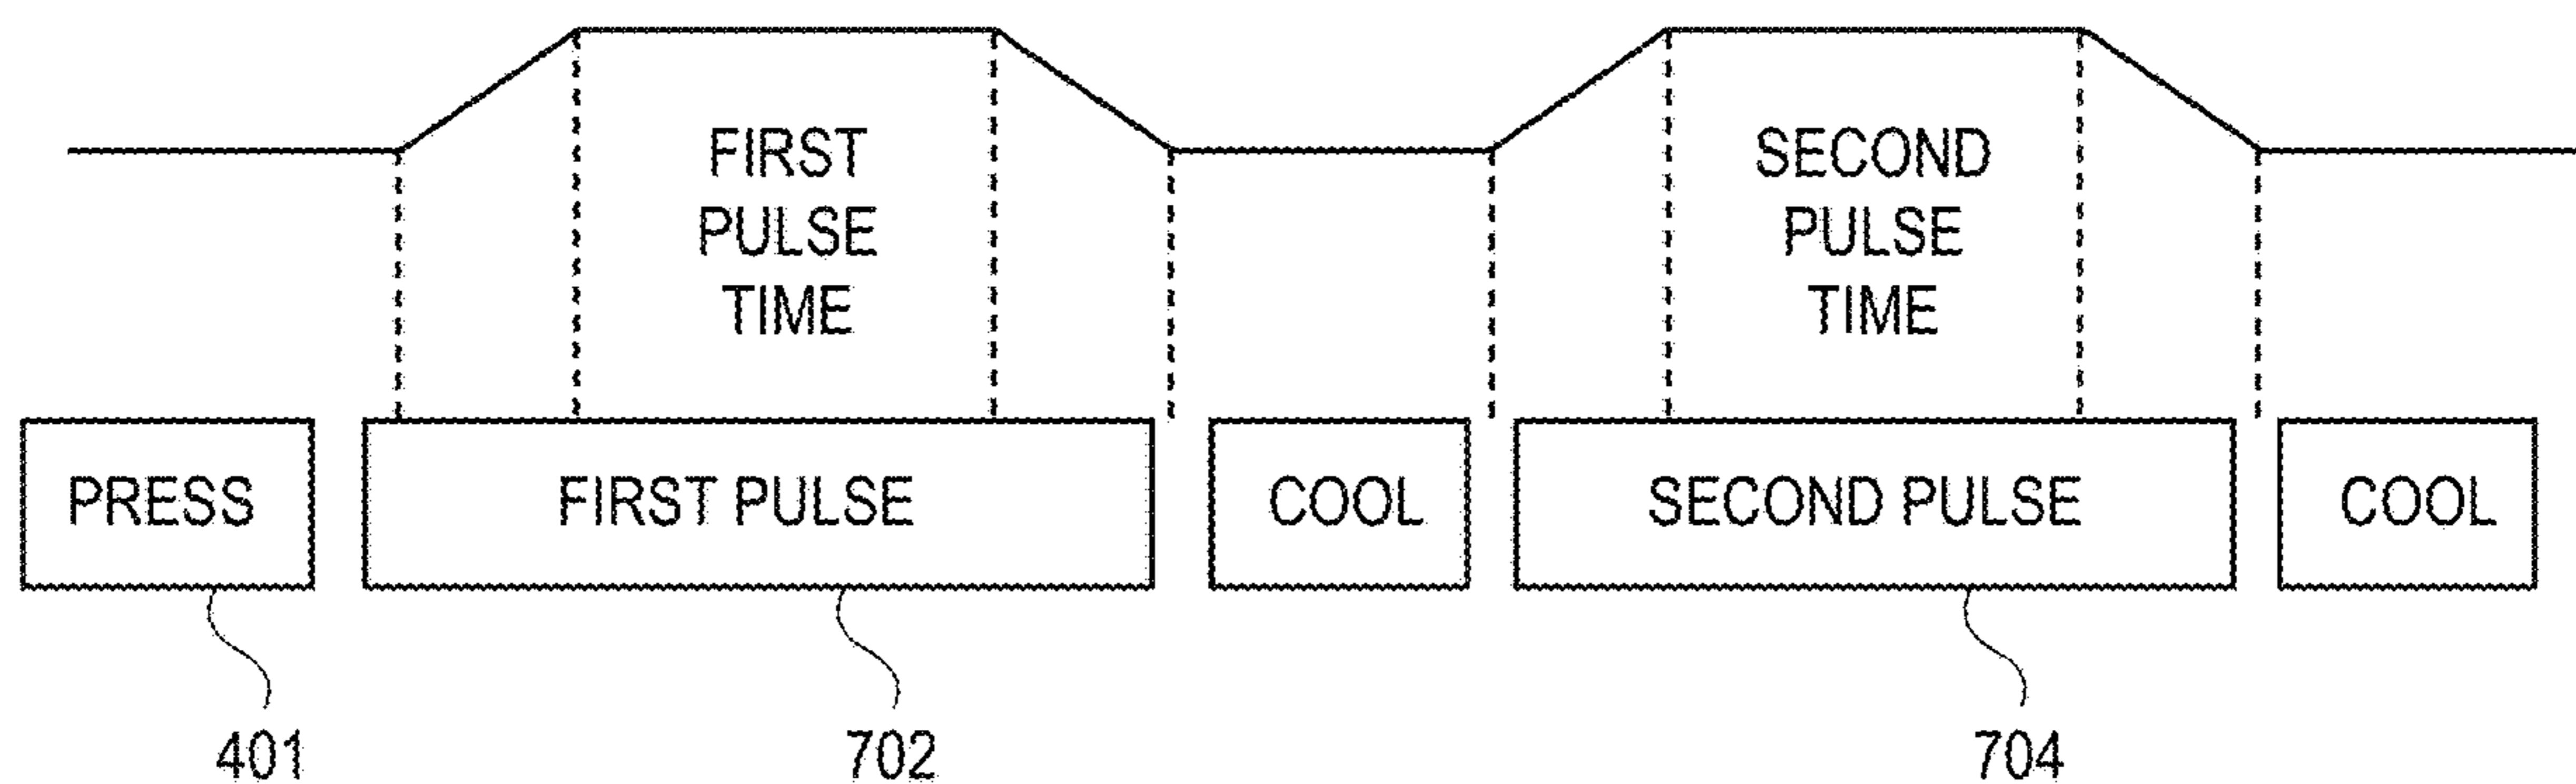 FIRST
PULSE
TIME
SECOND
PULSE
TIME
PRESS
FIRST PULSE
COOL
SECOND PULSE
COOL
401
702
704